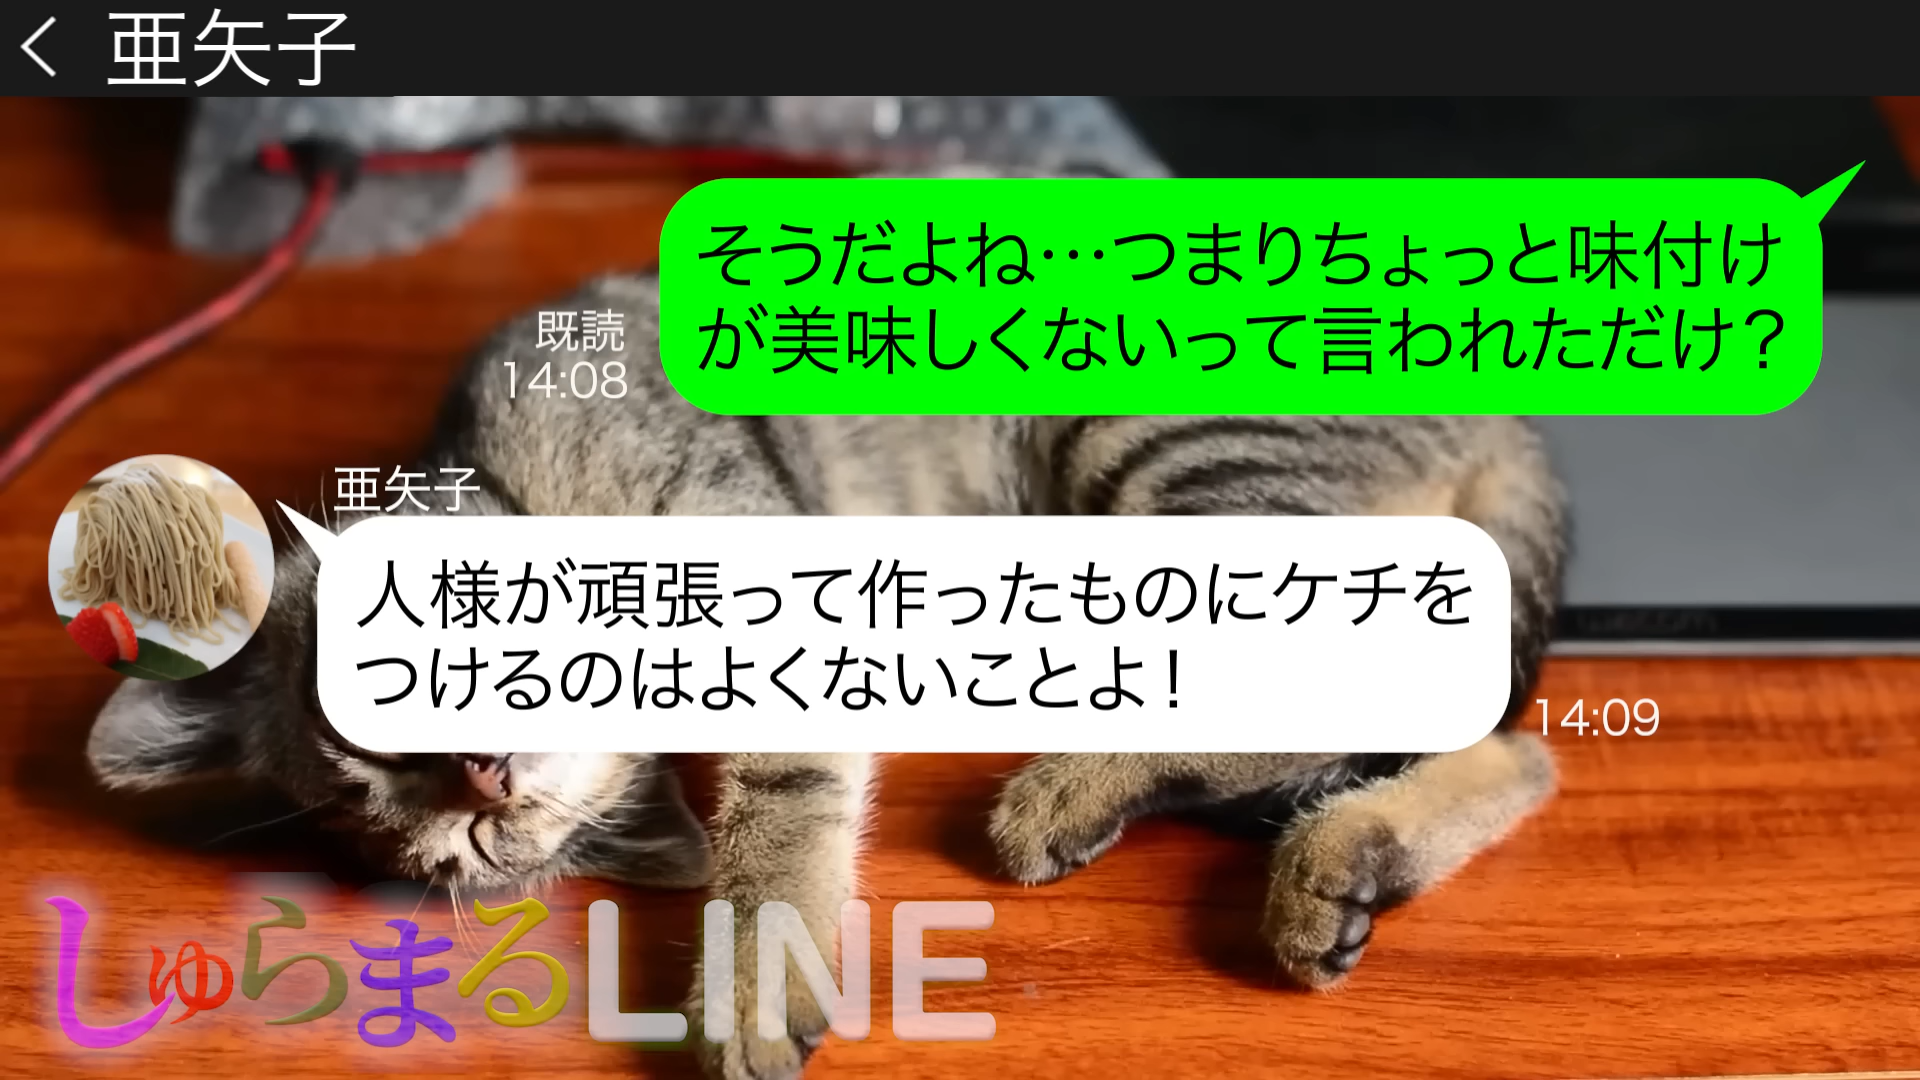 亜矢子
そうだよね…つまりちょっと味付け
が美味しくないって言われただけ？
既読
14:08
亜矢子
人様が頑張って作ったものにケチを
つけるのはよくないことよ！
14:09
しゅらまるLINE